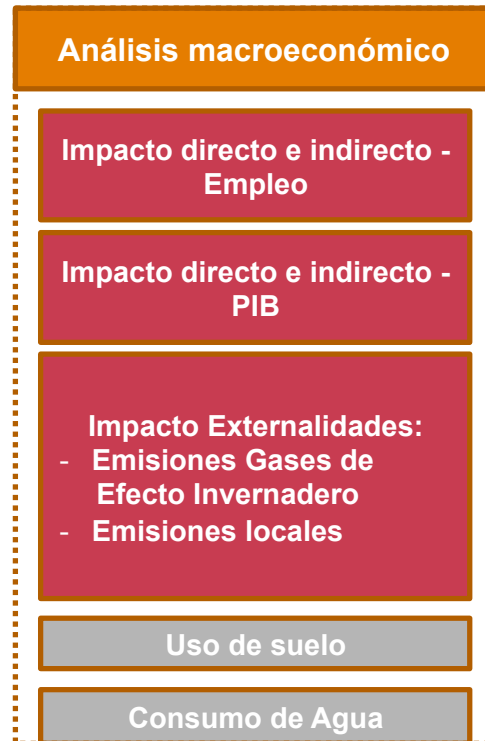 Análisis macroeconómico
Impacto directo e indirecto -
Empleo
Impacto directo e indirecto -
PIB
Impacto Externalidades:
- Emisiones Gases de
Efecto Invernadero
- Emisiones locales
Uso de suelo
Consumo de Agua